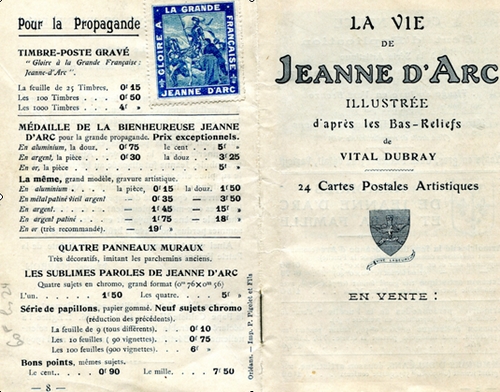 Pour la Propagande
TIMBRE-POSTE GRAVÉ
"Gloire à la Grande Française :
Jeanne-d'Arc".
La feuille de 25 Timbres. 0f 15
Les 100 Timbres . . . 0f 50
Les 1000 Timbres . . . 4f »
GLOIRE A LA GRANDE FRANÇAISE
JEANNE D'ARC
MÉDAILLE DE LA BIENHEUREUSE JEANNE
D'ARC pour la grande propagande. Prix exceptionnels.
En aluminium, la douz. 0f 75 le cent . . 5f »
En argent, la pièce . . 0f 30 la douz . 3f 25
En or, la pièce . . . 5f »
La même, grand modèle, gravure artistique.
En aluminium . . . la pièce, 0f 15 la douz. 1f 50
En métal patiné vieil argent — 0f 35 — 3f 50
En argent. . . . — 1f 45 — 15f »
En argent patiné . . . — 1f 75 — 18f »
En or (très recommandé). — 19f »
QUATRE PANNEAUX MURAUX
Très décoratifs, imitant les parchemins anciens.
LES SUBLIMES PAROLES DE JEANNE D'ARC
Quatre sujets en chromo, grand format (0m 76×0m 56)
L'un. . . . 1f 50 Les quatre. . . 5f »
Série de papillons, papier gommé. Neuf sujets chromo
(réduction des précédents).
La feuille de 9 (tous différents). . . 0f 10
Les 10 feuilles ( 90 vignettes). . . 0f 75
Les 100 feuilles (900 vignettes). . . 6f »
Bons points, mêmes sujets.
Le cent. . . 0f 90 Le mille. . . 7f 50
— 8 —
Orléans. — Imp. P. Pigelet et Fils
LA VIE
DE
JEANNE D'ARC
ILLUSTRÉE
d'après les Bas-Reliefs
de
VITAL DUBRAY
24 Cartes Postales Artistiques
EN VENTE :